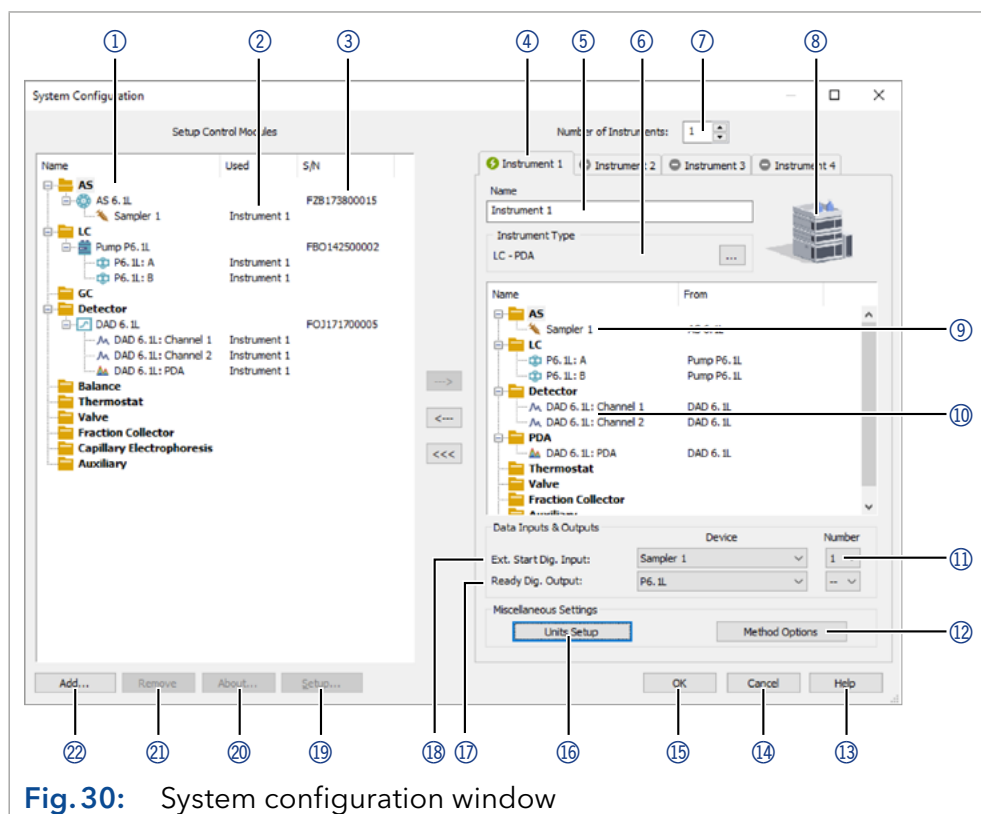 ① ② ③ ④ ⑤ ⑥ ⑦ ⑧
System Configuration
Setup Control Modules
Number of Instruments: 1
Name Used S/N
AS
AS 6.1L FZB173800015
Sampler 1 Instrument 1
LC
Pump P6.1L FBO142500002
P6.1L: A Instrument 1
P6.1L: B Instrument 1
GC
Detector
DAD 6.1L FOJ171700005
DAD 6.1L: Channel 1 Instrument 1
DAD 6.1L: Channel 2 Instrument 1
DAD 6.1L: PDA Instrument 1
Balance
Thermostat
Valve
Fraction Collector
Capillary Electrophoresis
Auxiliary
--->
<---
<<<
Instrument 1 Instrument 2 Instrument 3 Instrument 4
Name
Instrument 1
Instrument Type
LC - PDA ...
Name From
AS
Sampler 1 AS 6.1L ⑨
LC
P6.1L: A Pump P6.1L
P6.1L: B Pump P6.1L
Detector
DAD 6.1L: Channel 1 DAD 6.1L ⑩
DAD 6.1L: Channel 2 DAD 6.1L
PDA
DAD 6.1L: PDA DAD 6.1L
Thermostat
Valve
Fraction Collector
Auxiliary
Data Inputs & Outputs
Device Number
Ext. Start Dig. Input: Sampler 1 1 ⑪
Ready Dig. Output: P6.1L --
Miscellaneous Settings
Units Setup Method Options ⑫
Add... Remove About... Setup... OK Cancel Help
㉒ ㉑ ⑳ ⑲ ⑱ ⑰ ⑯ ⑮ ⑭ ⑬
Fig. 30: System configuration window